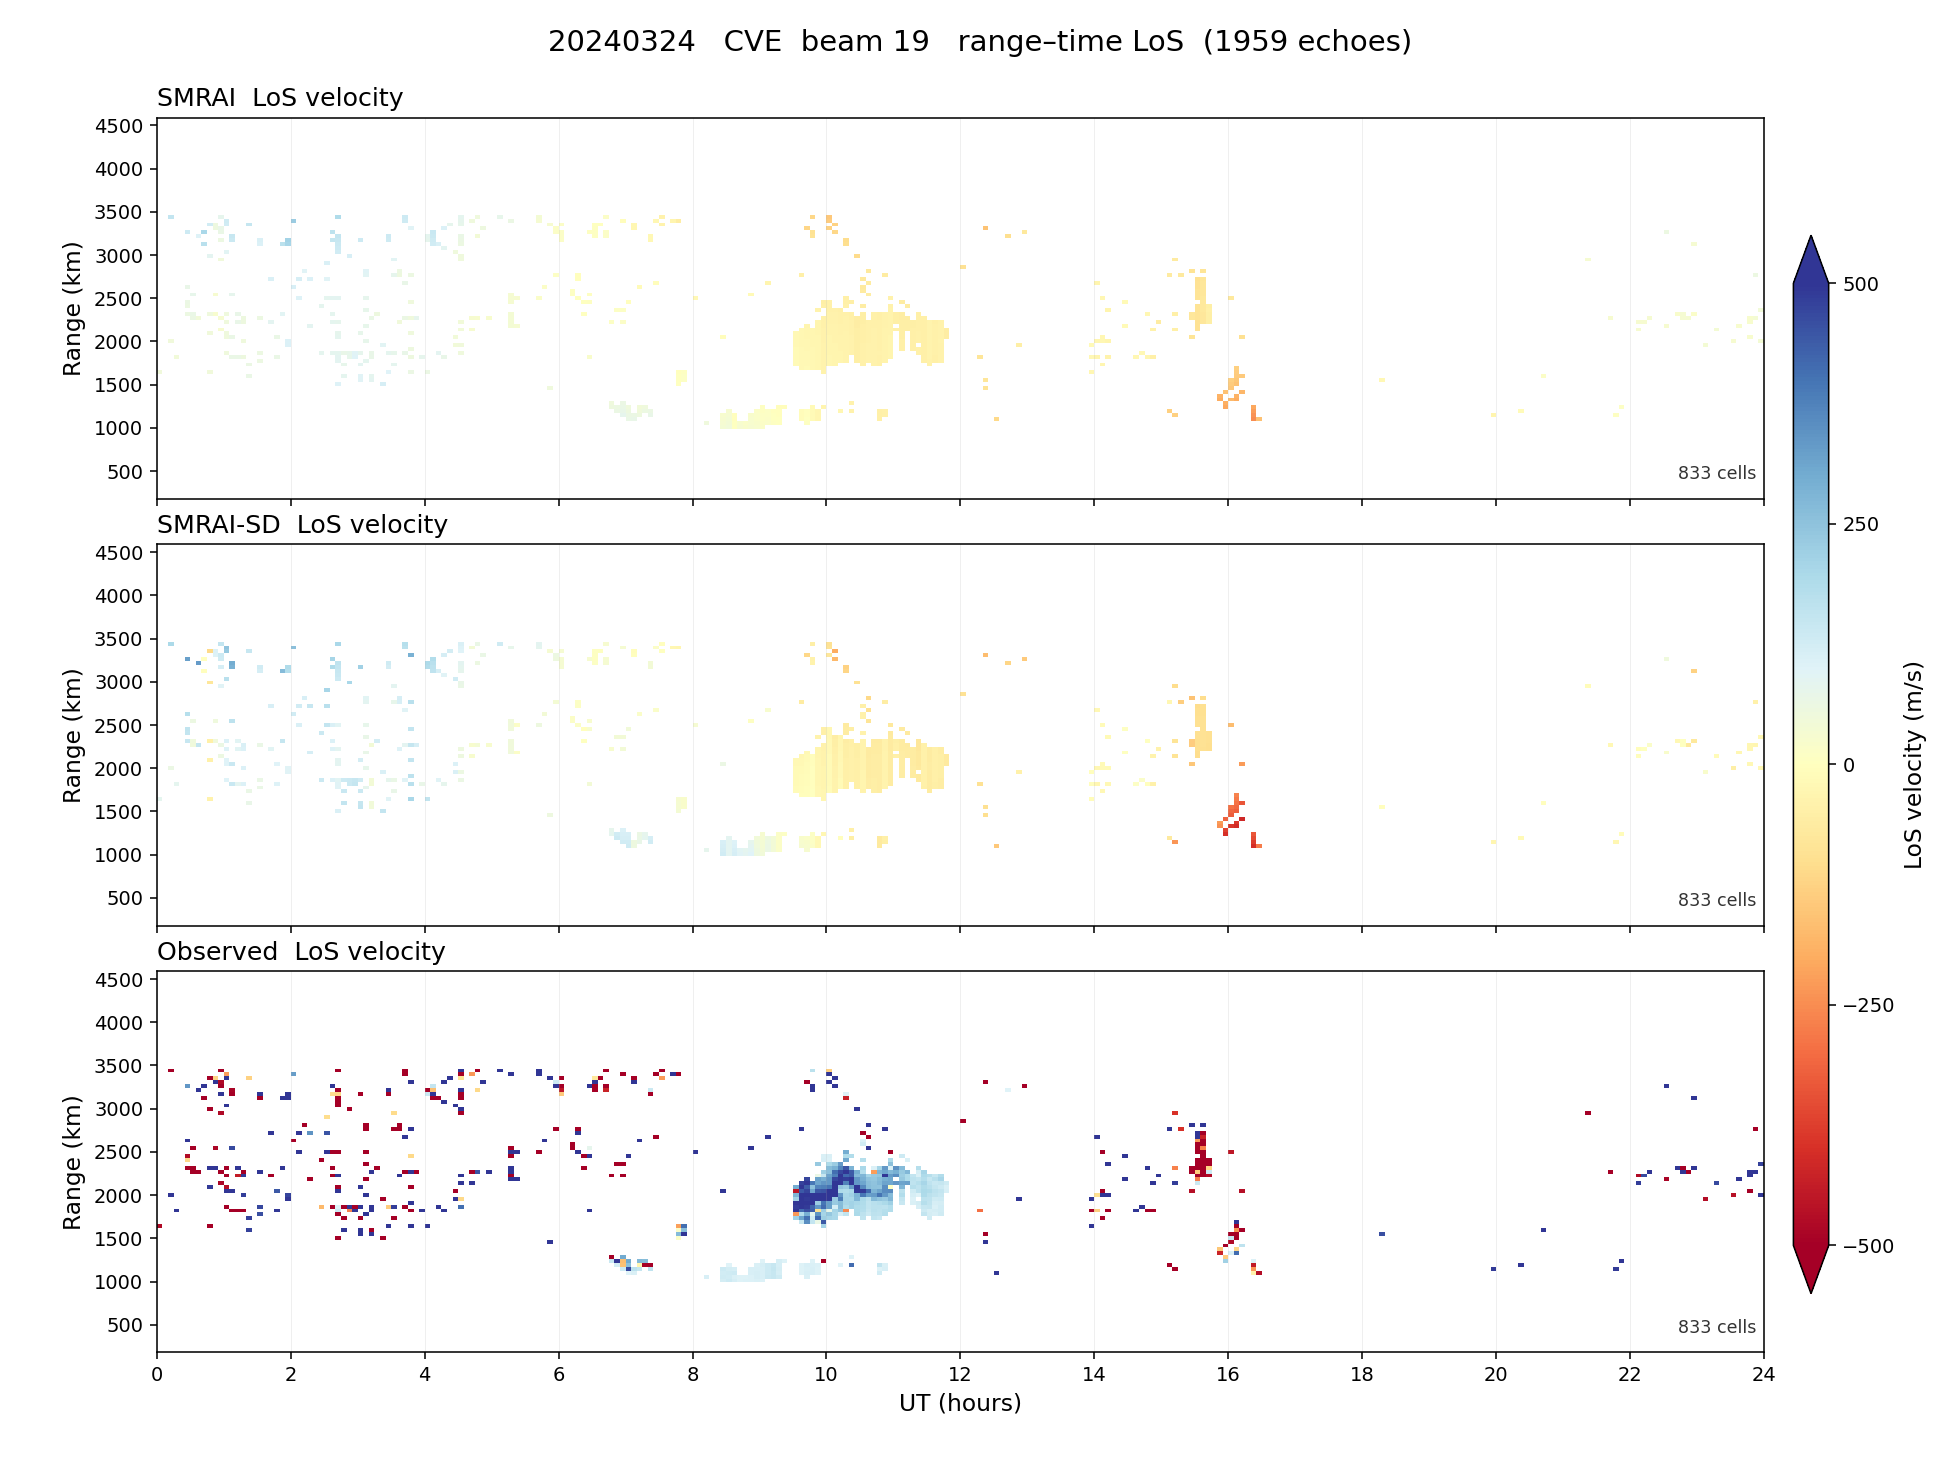 20240324   CVE  beam 19   range–time LoS  (1959 echoes)
SMRAI  LoS velocity
4500
4000
3500
3000
2500
2000
1500
1000
500
Range (km)
833 cells
SMRAI-SD  LoS velocity
4500
4000
3500
3000
2500
2000
1500
1000
500
Range (km)
833 cells
Observed  LoS velocity
4500
4000
3500
3000
2500
2000
1500
1000
500
Range (km)
833 cells
0 2 4 6 8 10 12 14 16 18 20 22 24
UT (hours)
500
250
0
−250
−500
LoS velocity (m/s)